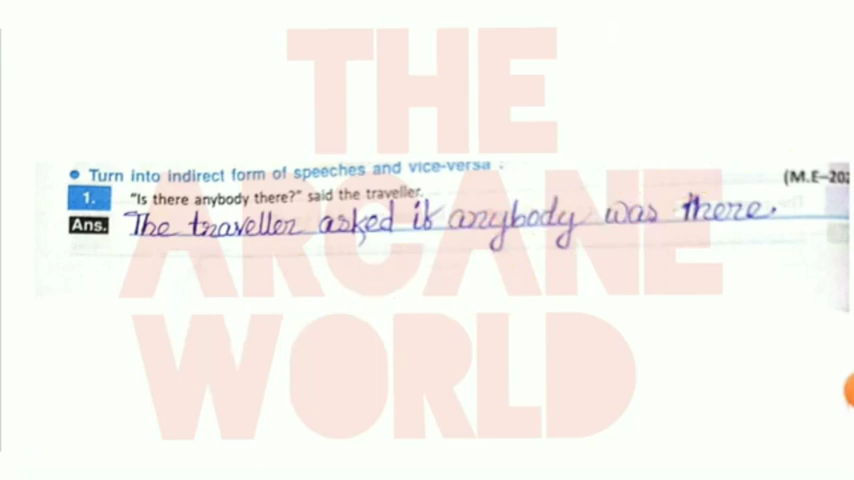 THE
ARCANE
WORLD
• Turn into indirect form of speeches and vice-versa :
(M.E-202
1. "Is there anybody there?" said the traveller.
Ans. The traveller asked if anybody was there.